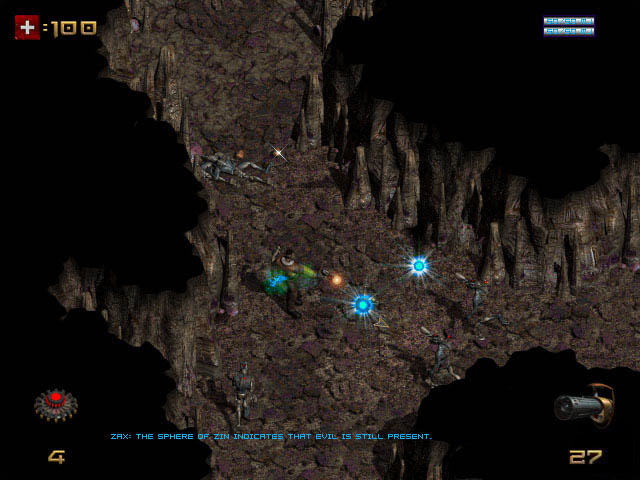 :100
ZAX: THE SPHERE OF ZIN INDICATES THAT EVIL IS STILL PRESENT.
4
27